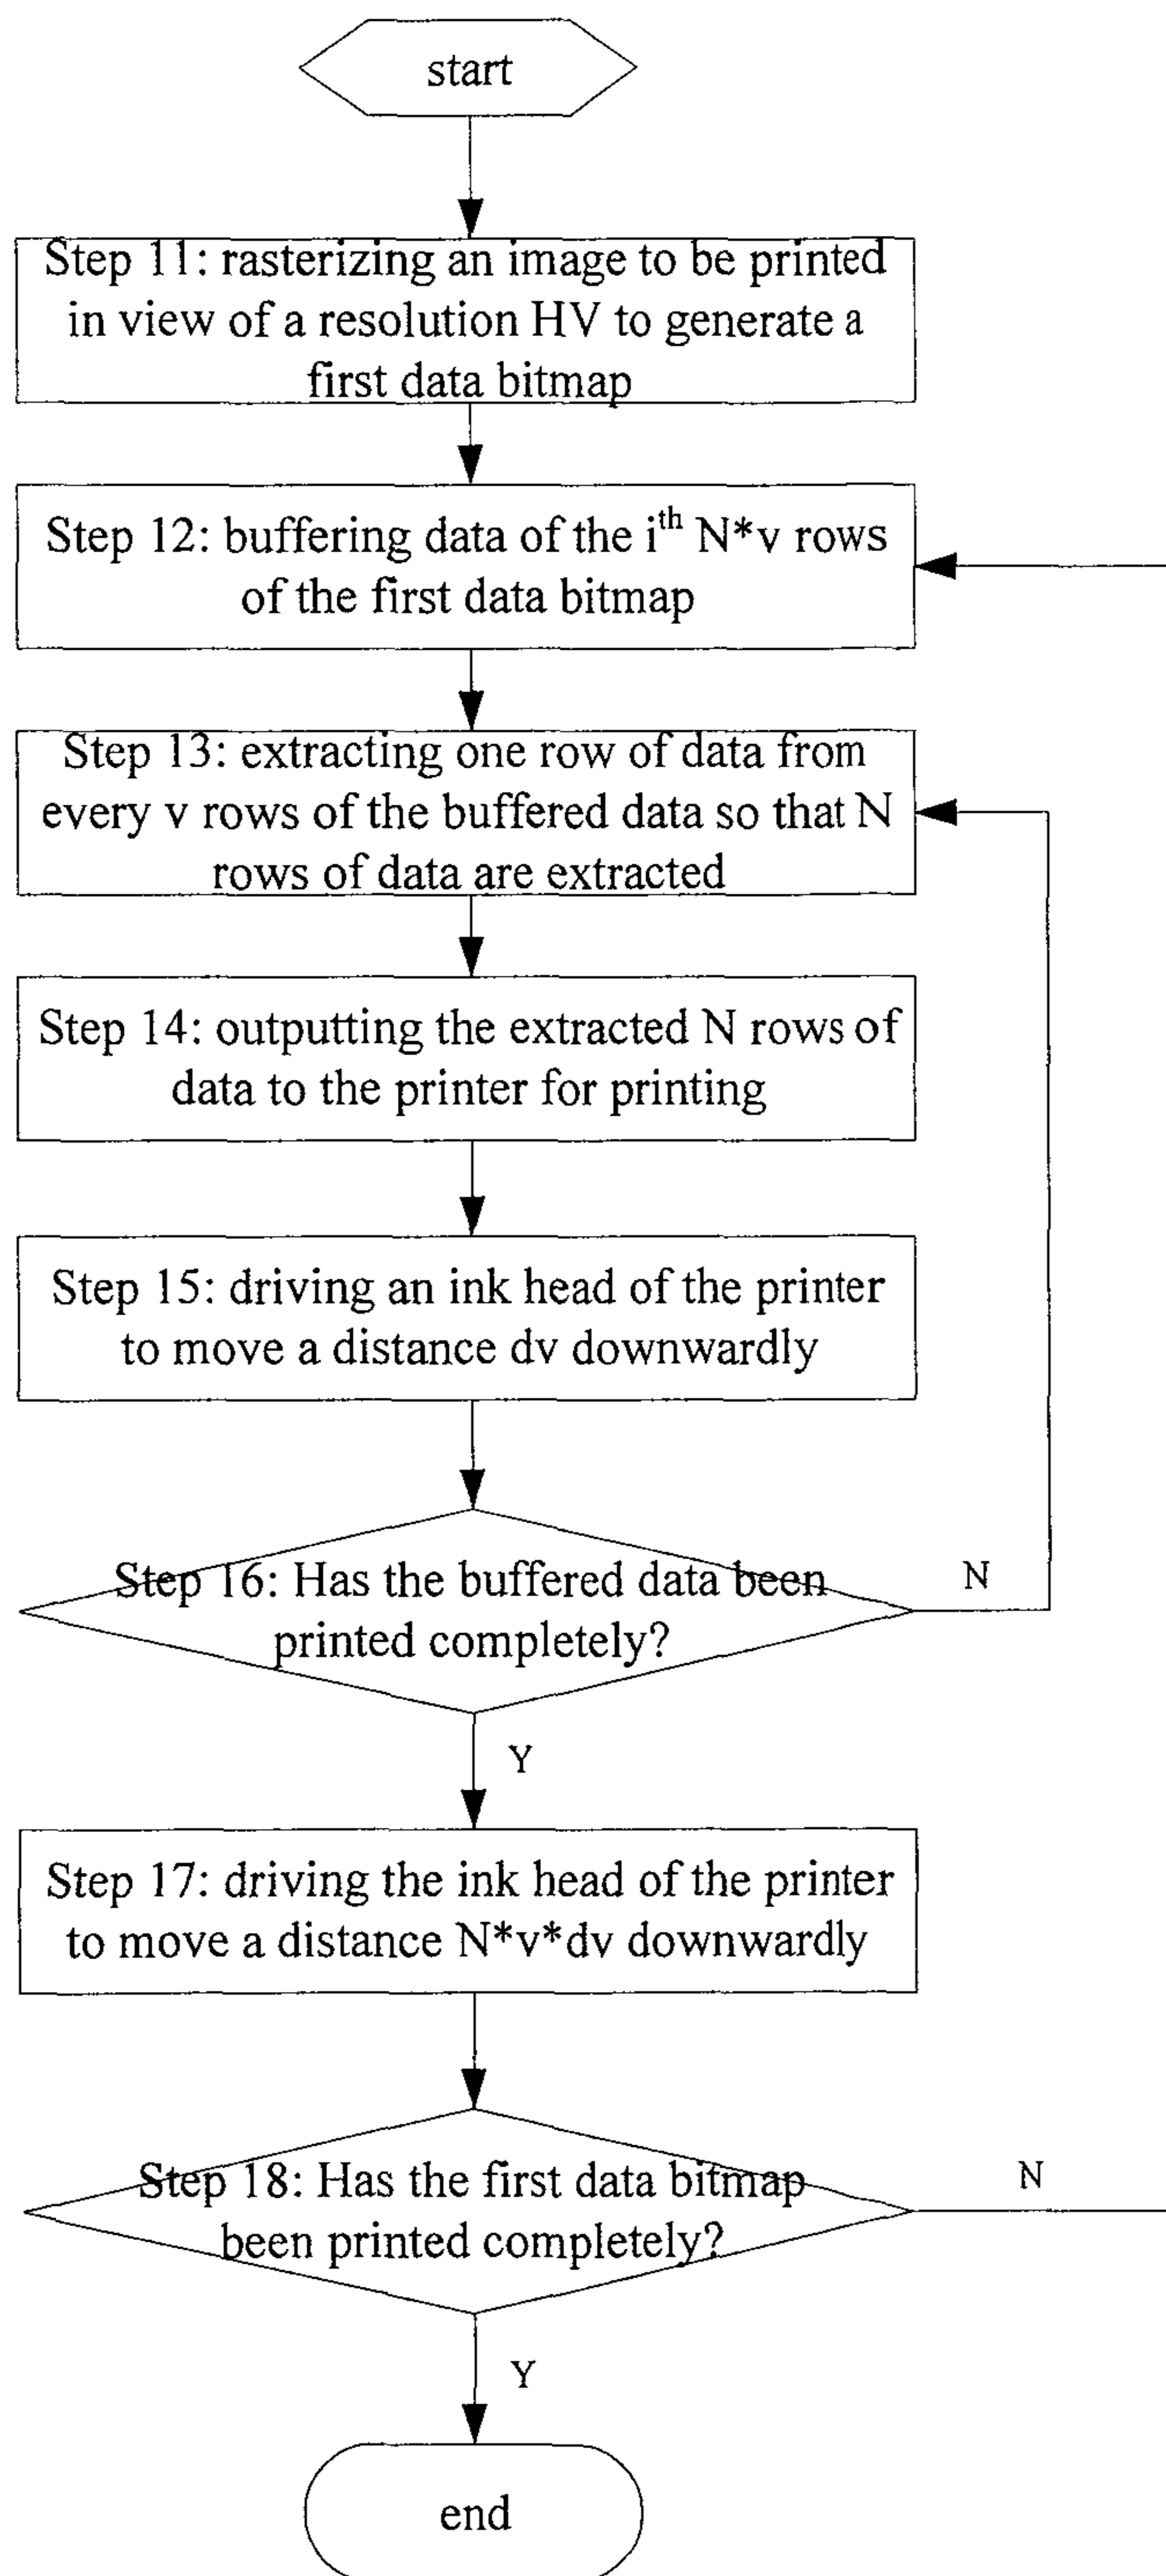 start
Step 11: rasterizing an image to be printed
in view of a resolution HV to generate a
first data bitmap
Step 12: buffering data of the ith N*v rows
of the first data bitmap
Step 13: extracting one row of data from
every v rows of the buffered data so that N
rows of data are extracted
Step 14: outputting the extracted N rows of
data to the printer for printing
Step 15: driving an ink head of the printer
to move a distance dv downwardly
Step 16: Has the buffered data been
printed completely?
N
Y
Step 17: driving the ink head of the printer
to move a distance N*v*dv downwardly
Step 18: Has the first data bitmap
been printed completely?
N
Y
end